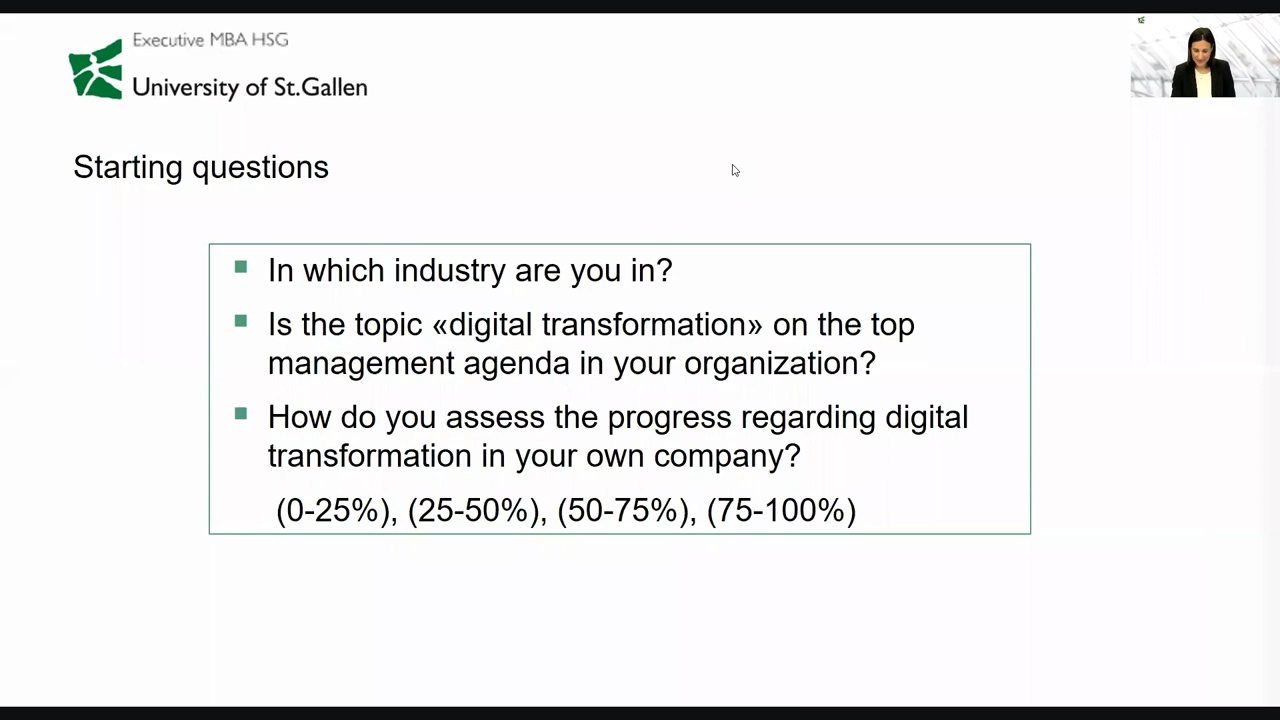 Executive MBA HSG
University of St.Gallen
Starting questions
In which industry are you in?
Is the topic «digital transformation» on the top
management agenda in your organization?
How do you assess the progress regarding digital
transformation in your own company?
(0-25%), (25-50%), (50-75%), (75-100%)